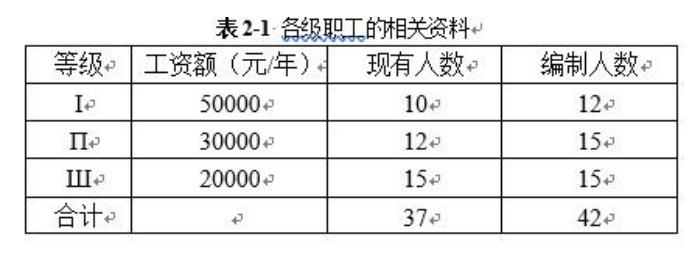 表2-1 各级职工的相关资料
等级 工资额（元/年） 现有人数 编制人数
I 50000 10 12
П 30000 12 15
Ш 20000 15 15
合计 37 42